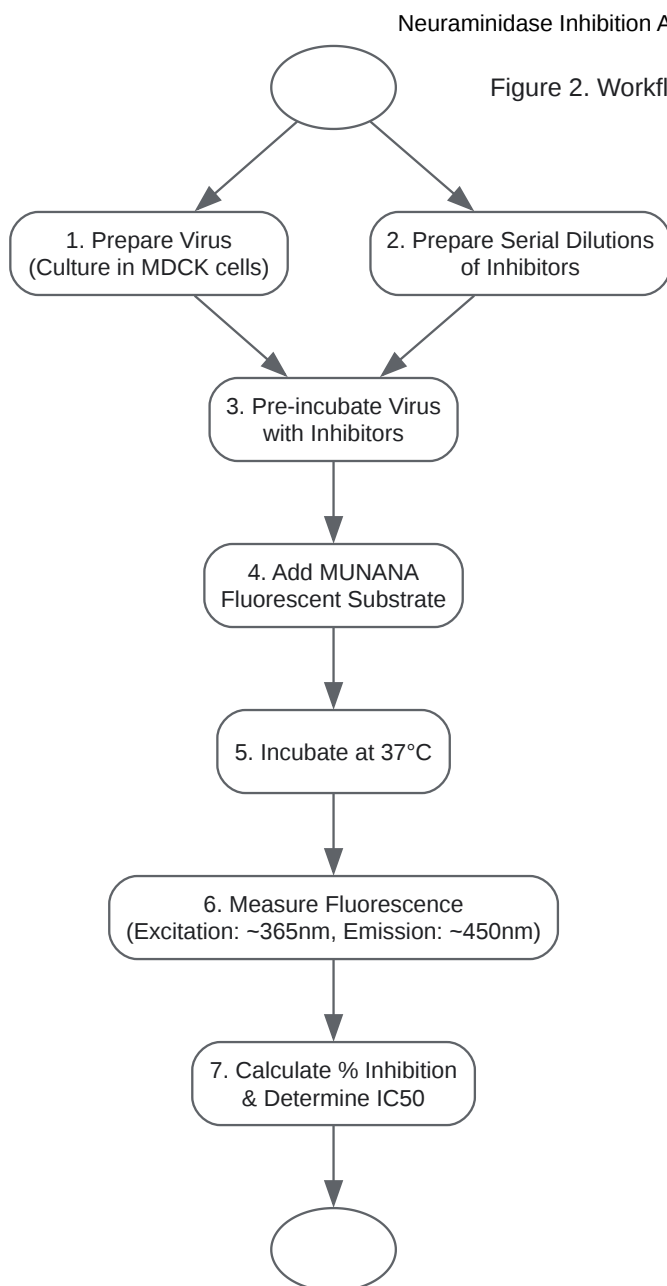 Neuraminidase Inhibition
Figure 2.
1. Prepare Virus
(Culture in MDCK cells)
2. Prepare Serial Dilutions
of Inhibitors
3. Pre-incubate Virus
with Inhibitors
4. Add MUNANA
Fluorescent Substrate
5. Incubate at 37°C
6. Measure Fluorescence
(Excitation: ~365nm, Emission: ~450nm)
7. Calculate % Inhibition
& Determine IC50